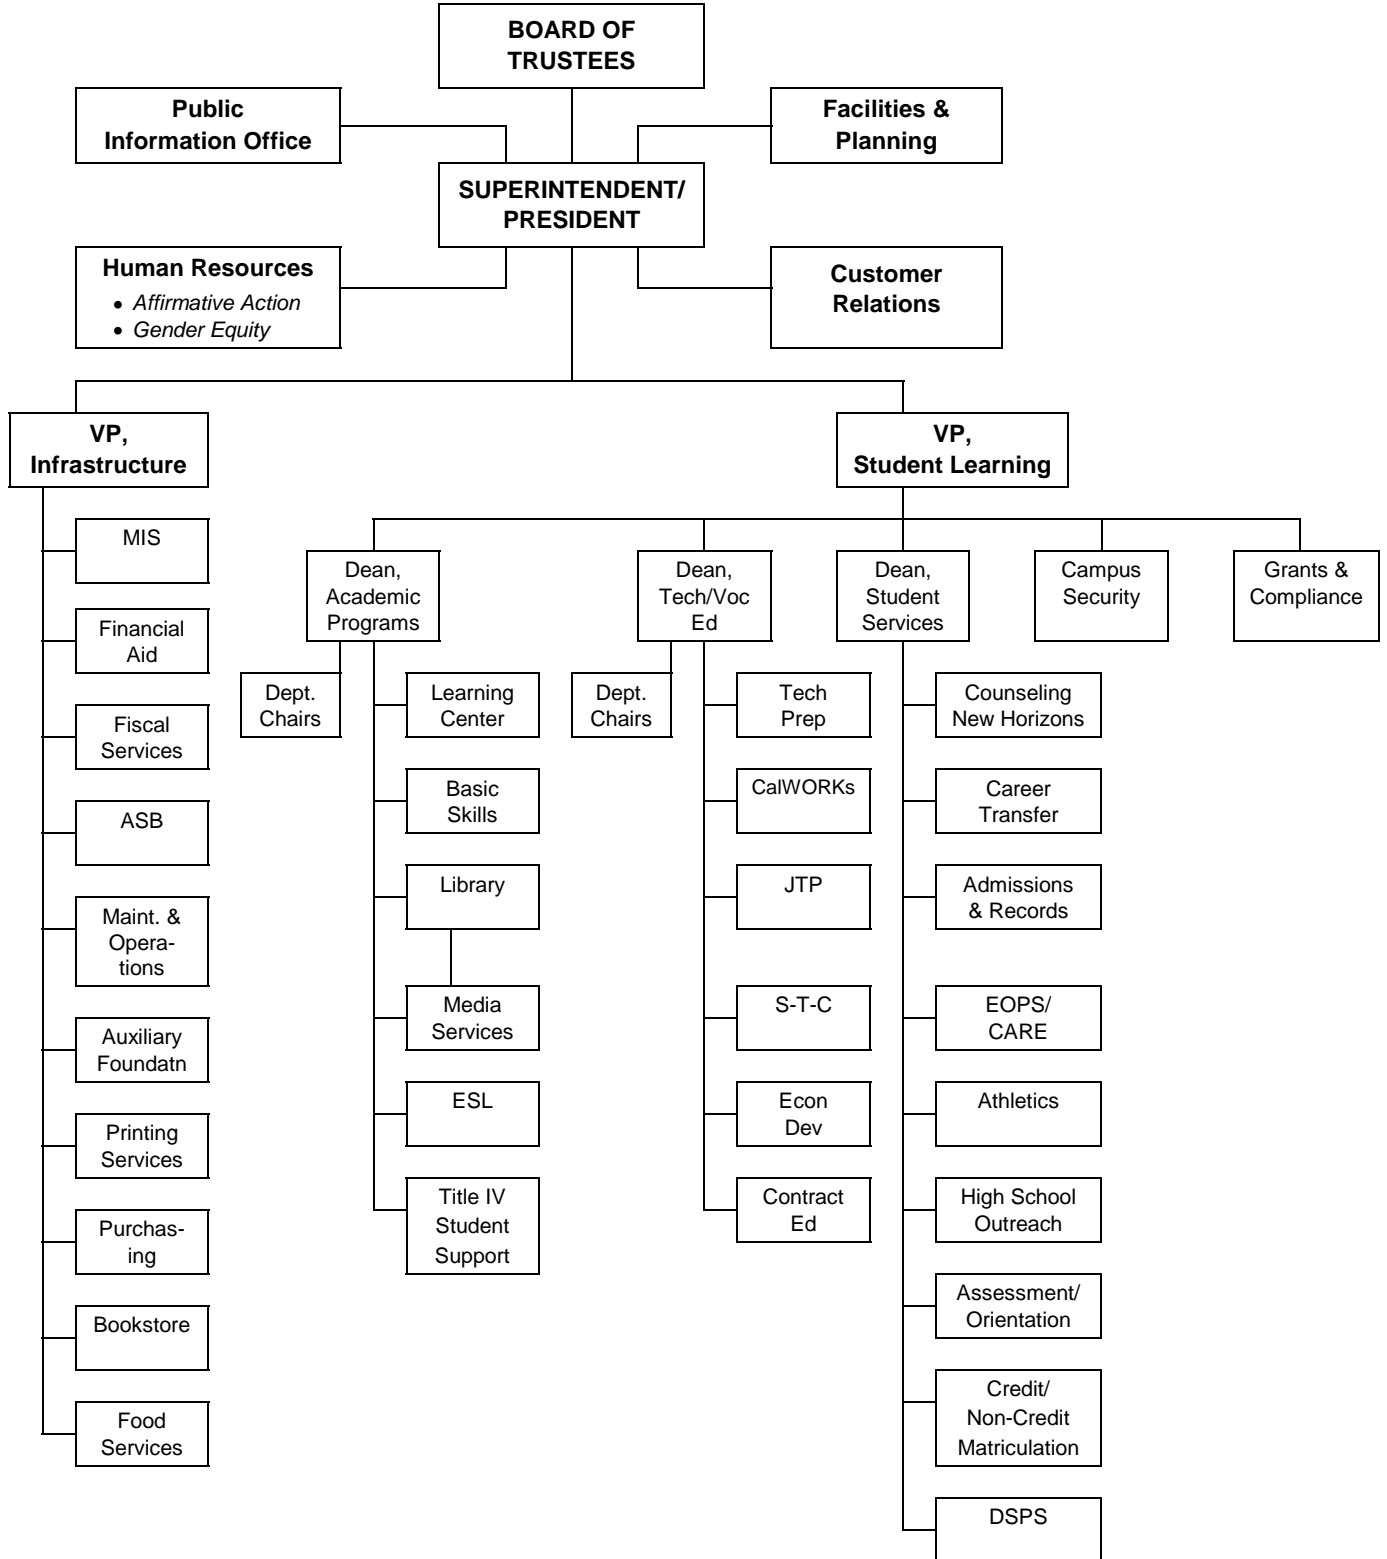 BOARD OF
TRUSTEES
Public
Information Office
Facilities &
Planning
SUPERINTENDENT/
PRESIDENT
Human Resources
• Affirmative Action
• Gender Equity
Customer
Relations
VP,
Infrastructure
VP,
Student Learning
MIS
Financial
Aid
Fiscal
Services
ASB
Maint. &
Opera-
tions
Auxiliary
Foundatn
Printing
Services
Purchas-
ing
Bookstore
Food
Services
Dean,
Academic
Programs
Dept.
Chairs
Learning
Center
Basic
Skills
Library
Media
Services
ESL
Title IV
Student
Support
Dean,
Tech/Voc
Ed
Dept.
Chairs
Tech
Prep
CalWORKs
JTP
S-T-C
Econ
Dev
Contract
Ed
Dean,
Student
Services
Counseling
New Horizons
Career
Transfer
Admissions
& Records
EOPS/
CARE
Athletics
High School
Outreach
Assessment/
Orientation
Credit/
Non-Credit
Matriculation
DSPS
Campus
Security
Grants &
Compliance